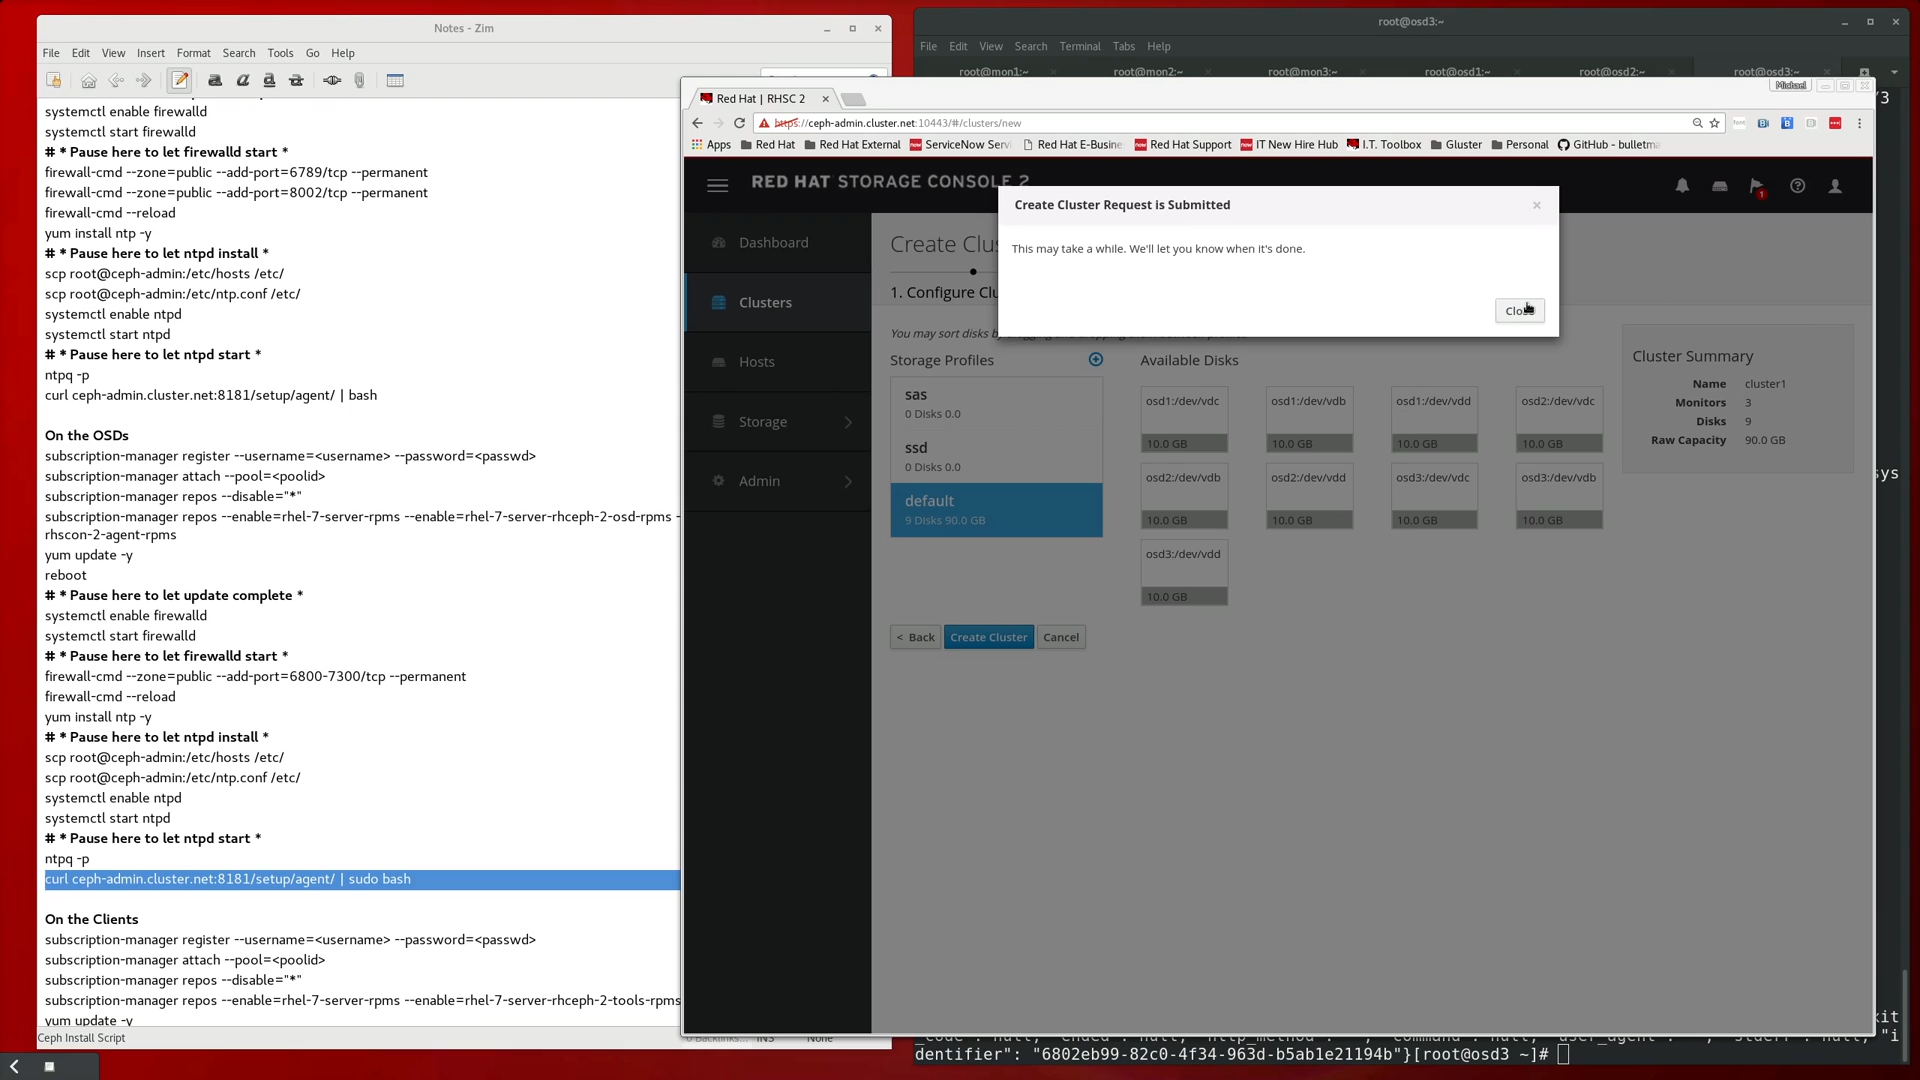 Notes - Zim
File Edit View Insert Format Search Tools Go Help
systemctl enable firewalld
systemctl start firewalld
# * Pause here to let firewalld start *
firewall-cmd --zone=public --add-port=6789/tcp --permanent
firewall-cmd --zone=public --add-port=8002/tcp --permanent
firewall-cmd --reload
yum install ntp -y
# * Pause here to let ntpd install *
scp root@ceph-admin:/etc/hosts /etc/
scp root@ceph-admin:/etc/ntp.conf /etc/
systemctl enable ntpd
systemctl start ntpd
# * Pause here to let ntpd start *
ntpq -p
curl ceph-admin.cluster.net:8181/setup/agent/ | bash
On the OSDs
subscription-manager register --username=<username> --password=<passwd>
subscription-manager attach --pool=<poolid>
subscription-manager repos --disable="*"
subscription-manager repos --enable=rhel-7-server-rpms --enable=rhel-7-server-rhceph-2-osd-rpms -
rhscon-2-agent-rpms
yum update -y
reboot
# * Pause here to let update complete *
systemctl enable firewalld
systemctl start firewalld
# * Pause here to let firewalld start *
firewall-cmd --zone=public --add-port=6800-7300/tcp --permanent
firewall-cmd --reload
yum install ntp -y
# * Pause here to let ntpd install *
scp root@ceph-admin:/etc/hosts /etc/
scp root@ceph-admin:/etc/ntp.conf /etc/
systemctl enable ntpd
systemctl start ntpd
# * Pause here to let ntpd start *
ntpq -p
curl ceph-admin.cluster.net:8181/setup/agent/ | sudo bash
On the Clients
subscription-manager register --username=<username> --password=<passwd>
subscription-manager attach --pool=<poolid>
subscription-manager repos --disable="*"
subscription-manager repos --enable=rhel-7-server-rpms --enable=rhel-7-server-rhceph-2-tools-rpms
yum update -y
Ceph Install Script
0 Backlinks... INS None
root@osd3:~
File Edit View Search Terminal Tabs Help
root@mon1:~ root@mon2:~ root@mon3:~ root@osd1:~ root@osd2:~ root@osd3:~
/3
Red Hat | RHSC 2
Michael
https://ceph-admin.cluster.net:10443/#/clusters/new
Apps Red Hat Red Hat External ServiceNow Servi Red Hat E-Busine Red Hat Support IT New Hire Hub I.T. Toolbox Gluster Personal GitHub - bulletma
RED HAT STORAGE CONSOLE 2
1
Dashboard
Clusters
Hosts
Storage
Admin
Create Clu
1. Configure Clu
You may sort disks b
Create Cluster Request is Submitted
This may take a while. We'll let you know when it's done.
Clo
Storage Profiles
sas
0 Disks 0.0
ssd
0 Disks 0.0
default
9 Disks 90.0 GB
Available Disks
osd1:/dev/vdc osd1:/dev/vdb osd1:/dev/vdd osd2:/dev/vdc
10.0 GB 10.0 GB 10.0 GB 10.0 GB
osd2:/dev/vdb osd2:/dev/vdd osd3:/dev/vdc osd3:/dev/vdb
10.0 GB 10.0 GB 10.0 GB 10.0 GB
osd3:/dev/vdd
10.0 GB
Cluster Summary
Name cluster1
Monitors 3
Disks 9
Raw Capacity 90.0 GB
< Back Create Cluster Cancel
sys
xit
"i
dentifier": "6802eb99-82c0-4f34-963d-b5ab1e21194b"}[root@osd3 ~]#